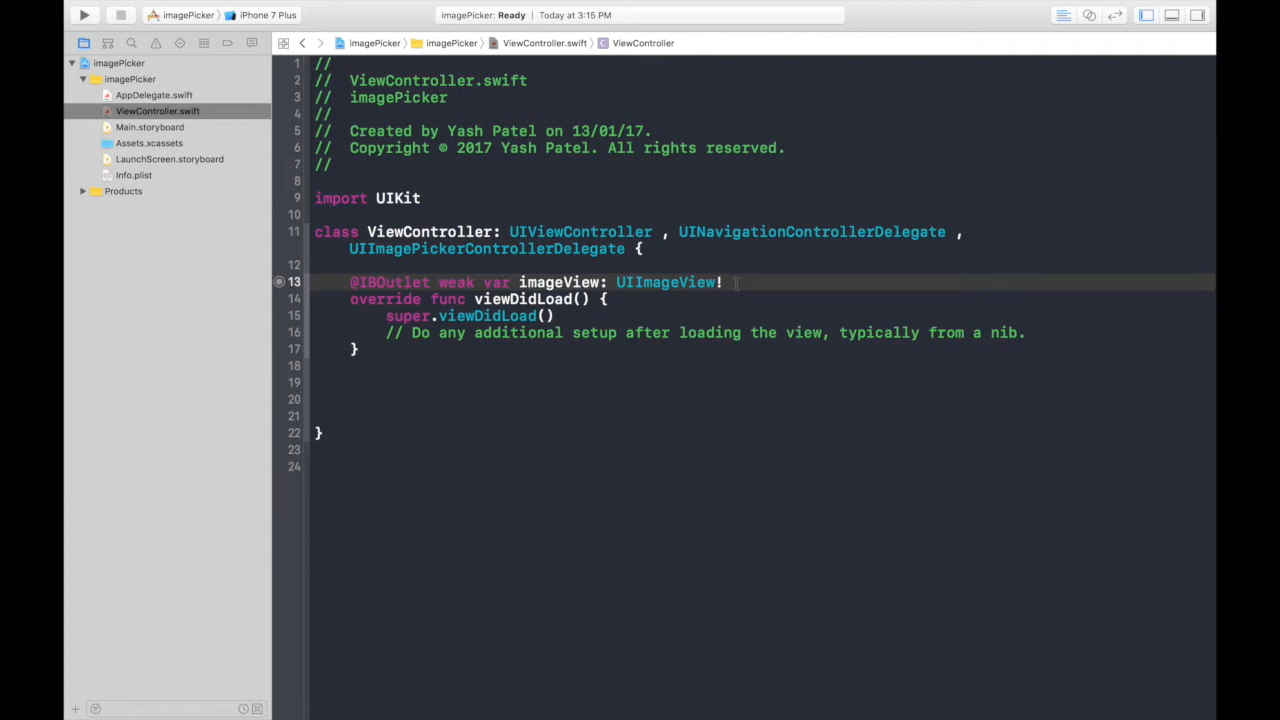 imagePicker
iPhone 7 Plus
imagePicker: Ready
Today at 3:15 PM
imagePicker
imagePicker
ViewController.swift
ViewController
imagePicker
imagePicker
AppDelegate.swift
ViewController.swift
Main.storyboard
Assets.xcassets
LaunchScreen.storyboard
Info.plist
Products
1 //
2 //  ViewController.swift
3 //  imagePicker
4 //
5 //  Created by Yash Patel on 13/01/17.
6 //  Copyright © 2017 Yash Patel. All rights reserved.
7 //
8
9 import UIKit
10
11 class ViewController: UIViewController , UINavigationControllerDelegate ,
UIImagePickerControllerDelegate {
12
13     @IBOutlet weak var imageView: UIImageView!
14     override func viewDidLoad() {
15         super.viewDidLoad()
16         // Do any additional setup after loading the view, typically from a nib.
17     }
18
19
20
21
22 }
23
24